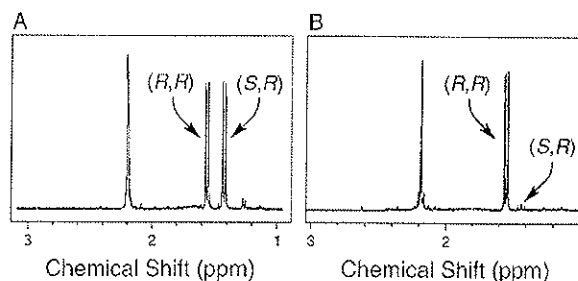 A
(R,R)
(S,R)
3
2
1
Chemical Shift (ppm)
B
(R,R)
(S,R)
3
2
Chemical Shift (ppm)